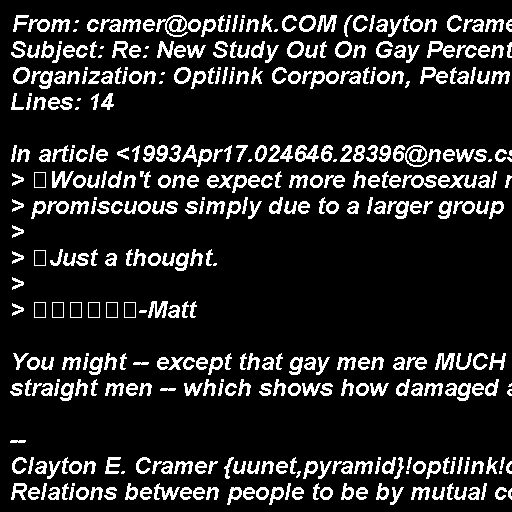 From: cramer@optilink.COM (Clayton Crame
Subject: Re: New Study Out On Gay Percent
Organization: Optilink Corporation, Petalum
Lines: 14
In article <1993Apr17.024646.28396@news.cs
> Wouldn't one expect more heterosexual
> promiscuous simply due to a larger group
>
> Just a thought.
>
> -Matt
You might -- except that gay men are MUCH
straight men -- which shows how damaged a
--
Clayton E. Cramer {uunet,pyramid}!optilink!c
Relations between people to be by mutual co